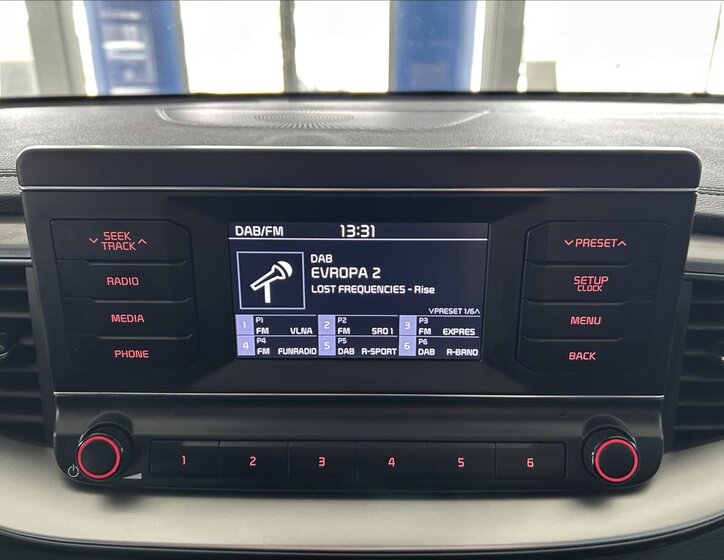 DAB/FM 13:31
DAB
EVROPA 2
LOST FREQUENCIES - Rise
PRESET 1/6
1 P1 FM VLNA 2 P2 FM SRO 1 3 P3 FM EXPRES
4 P4 FM FUNRADIO 5 P5 DAB R-SPORT 6 P6 DAB R-BRNO
SEEK
TRACK
RADIO
MEDIA
PHONE
PRESET
SETUP
CLOCK
MENU
BACK
1 2 3 4 5 6